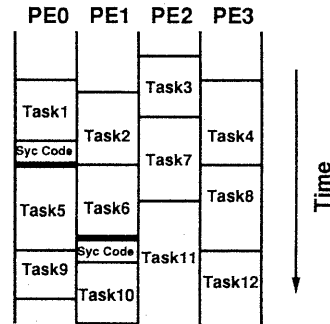 PE0 PE1 PE2 PE3
Task1
Syc Code
Task5
Task9
Task2
Task6
Syc Code
Task10
Task3
Task7
Task11
Task4
Task8
Task12
Time